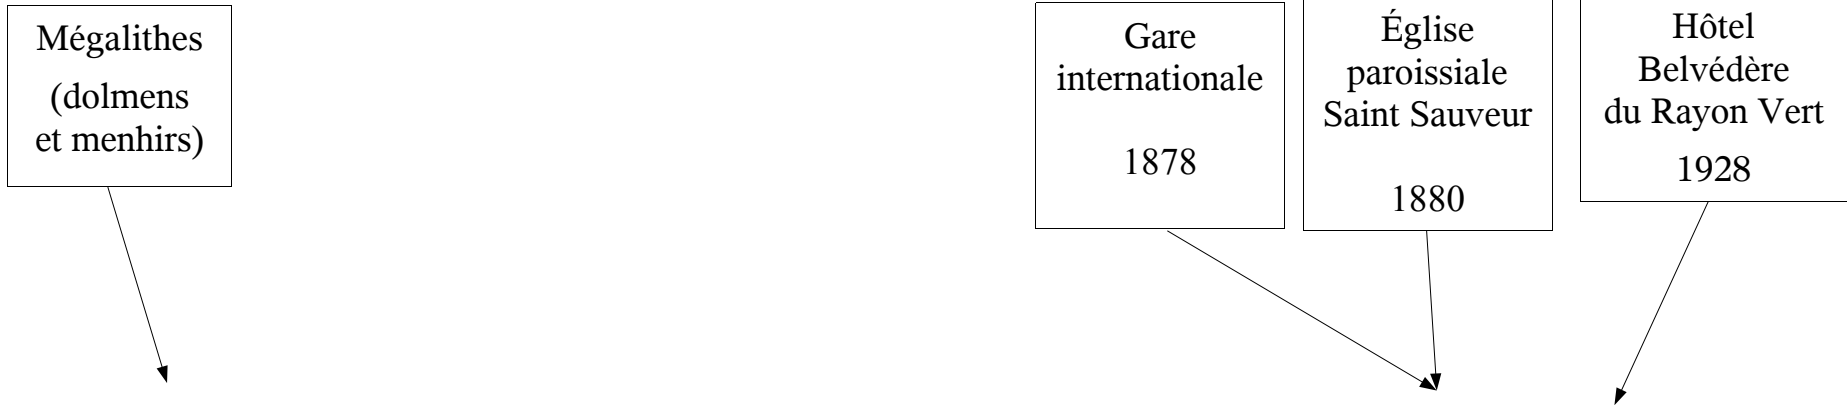 Mégalithes
(dolmens
et menhirs)
Gare
internationale
1878
Église
paroissiale
Saint Sauveur
1880
Hôtel
Belvédère
du Rayon Vert
1928